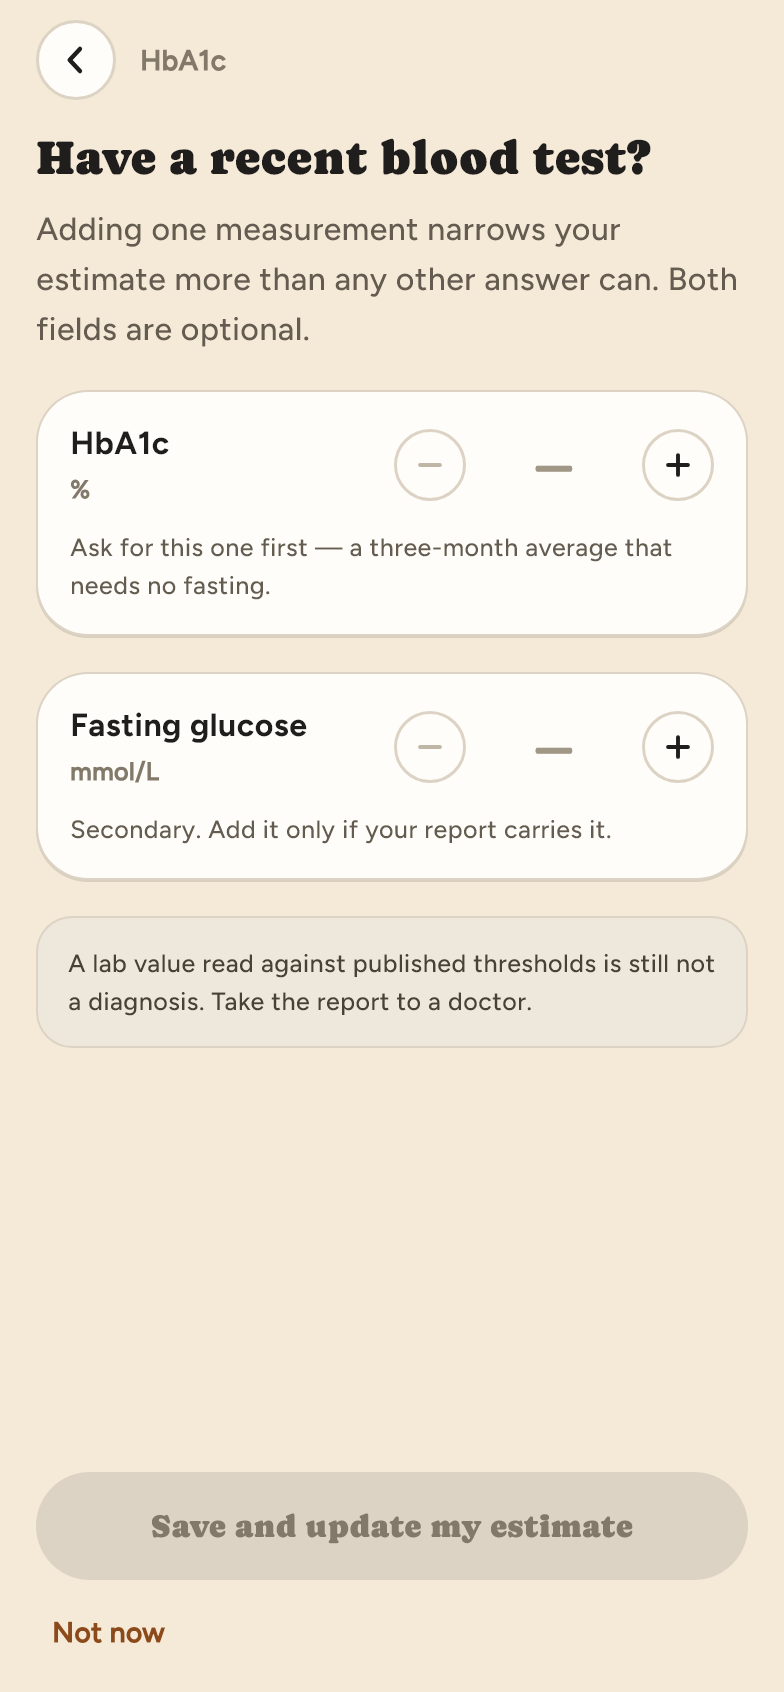 HbA1c
Have a recent blood test?
Adding one measurement narrows your
estimate more than any other answer can. Both
fields are optional.
HbA1c
%
Ask for this one first — a three-month average that
needs no fasting.
Fasting glucose
mmol/L
Secondary. Add it only if your report carries it.
A lab value read against published thresholds is still not
a diagnosis. Take the report to a doctor.
Save and update my estimate
Not now